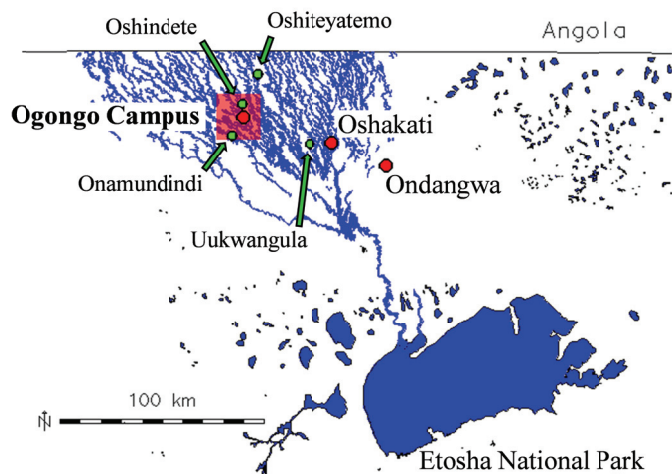 Angola
Oshindete
Oshiteyatemo
Ogongo Campus
Oshakati
Ondangwa
Onamundindi
Uukwangula
100 km
N
Etosha National Park